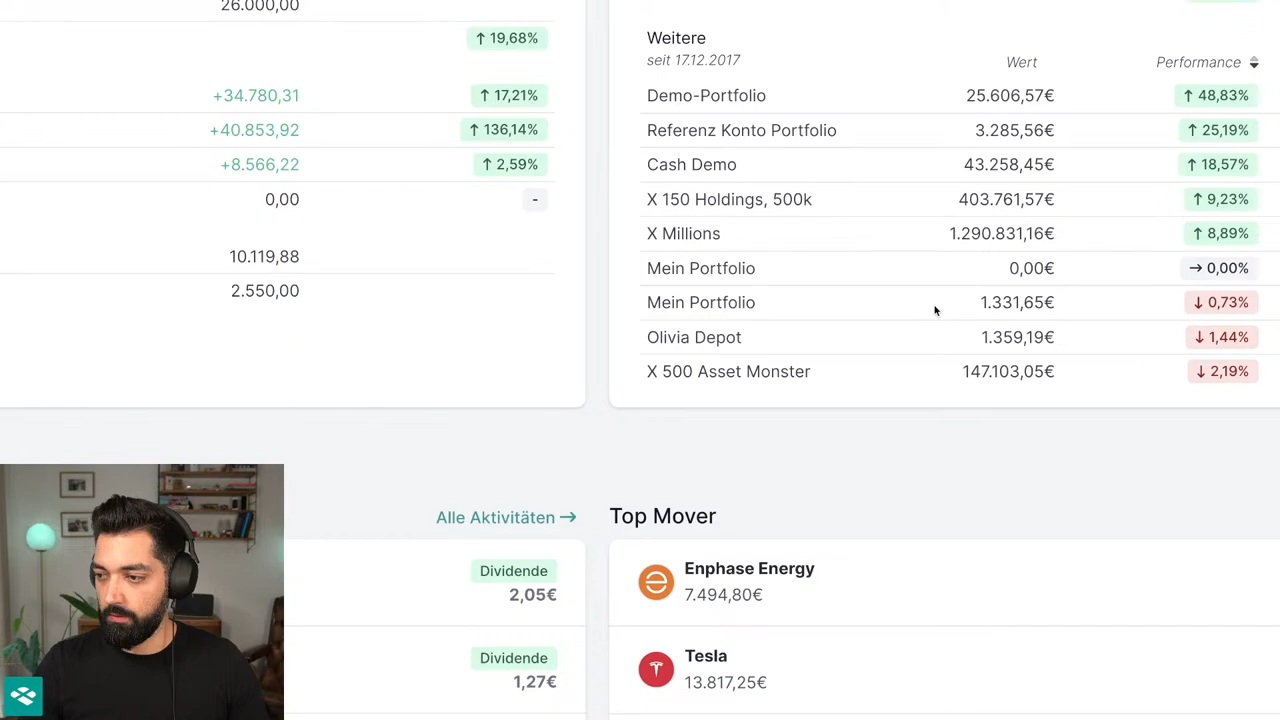 26.000,00
↑ 19,68%
+34.780,31 ↑ 17,21%
+40.853,92 ↑ 136,14%
+8.566,22 ↑ 2,59%
0,00 -
10.119,88
2.550,00
Weitere
seit 17.12.2017 Wert Performance
Demo-Portfolio 25.606,57€ ↑ 48,83%
Referenz Konto Portfolio 3.285,56€ ↑ 25,19%
Cash Demo 43.258,45€ ↑ 18,57%
X 150 Holdings, 500k 403.761,57€ ↑ 9,23%
X Millions 1.290.831,16€ ↑ 8,89%
Mein Portfolio 0,00€ → 0,00%
Mein Portfolio 1.331,65€ ↓ 0,73%
Olivia Depot 1.359,19€ ↓ 1,44%
X 500 Asset Monster 147.103,05€ ↓ 2,19%
Alle Aktivitäten →
Dividende
2,05€
Dividende
1,27€
Top Mover
Enphase Energy
7.494,80€
Tesla
13.817,25€